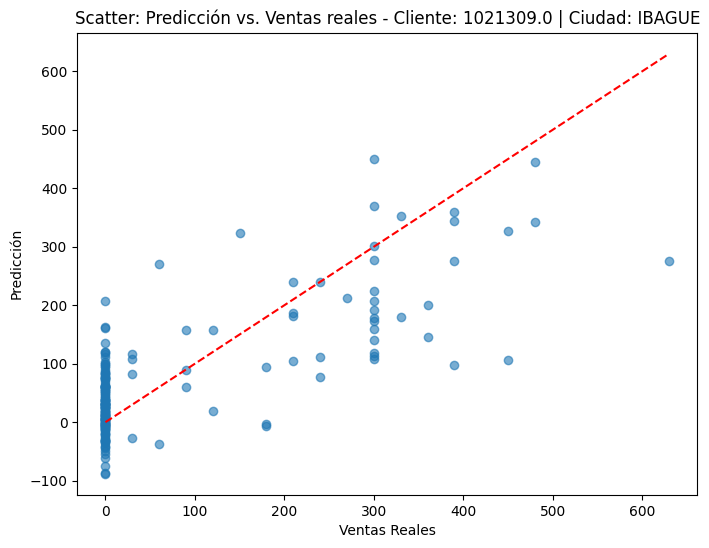 Scatter: Predicción vs. Ventas reales - Cliente: 1021309.0 | Ciudad: IBAGUE
600
500
400
300
200
100
0
−100
Predicción
0 100 200 300 400 500 600
Ventas Reales